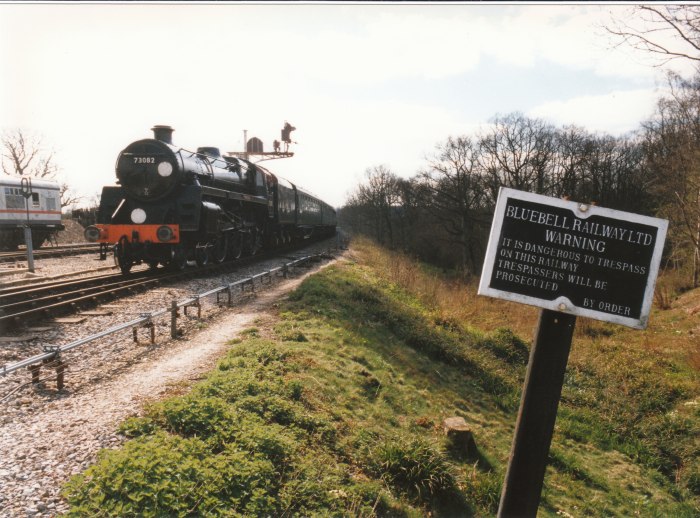 73082
BLUEBELL RAILWAY LTD
WARNING
IT IS DANGEROUS TO TRESPASS
ON THIS RAILWAY
TRESPASSERS WILL BE
PROSECUTED
BY ORDER